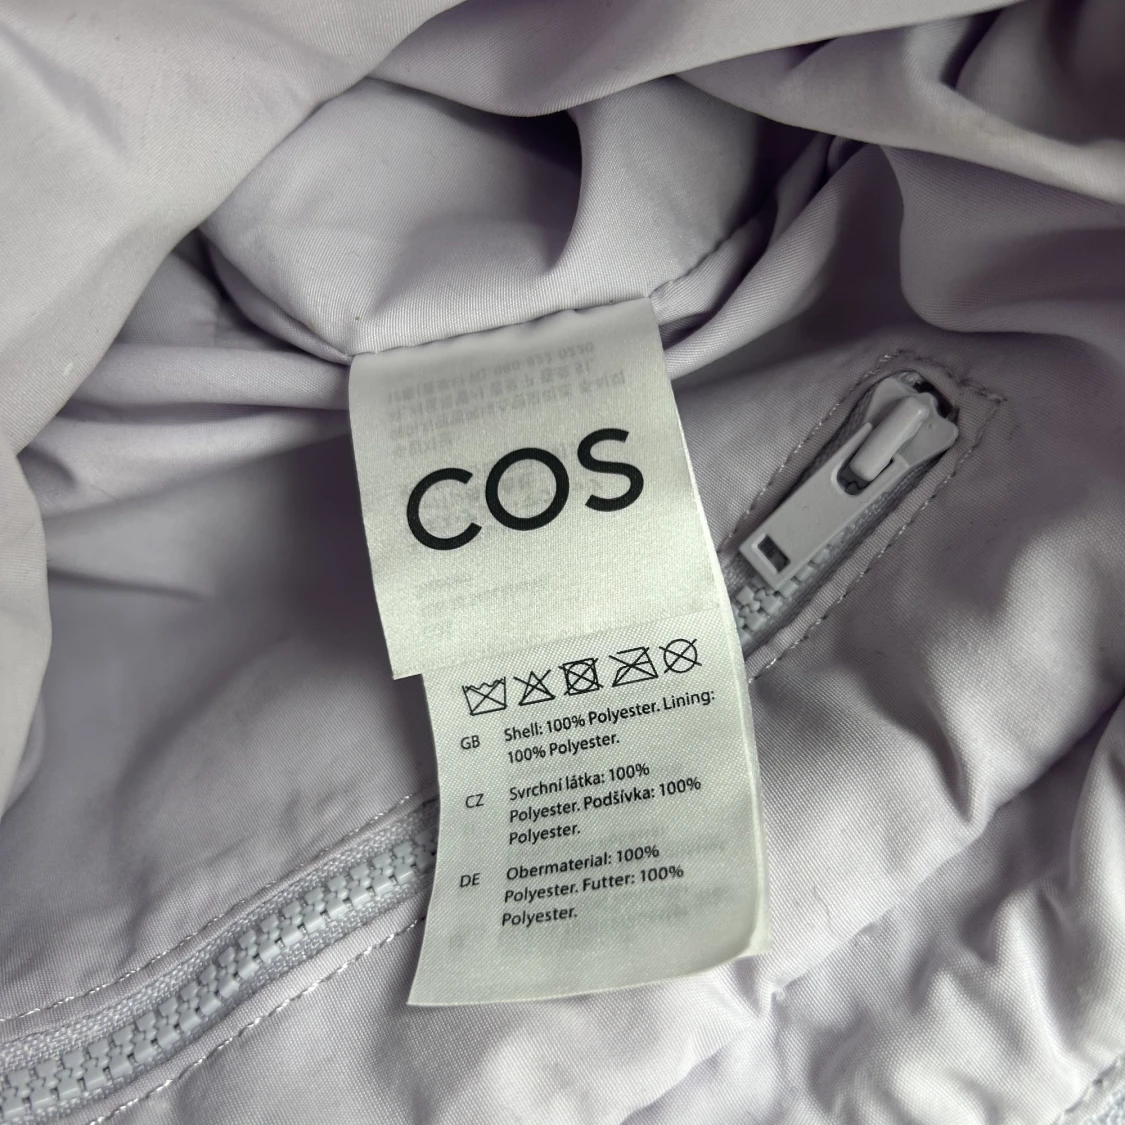 COS
GB Shell: 100% Polyester. Lining:
100% Polyester.
CZ Svrchní látka: 100%
Polyester. Podšívka: 100%
Polyester.
DE Obermaterial: 100%
Polyester. Futter: 100%
Polyester.